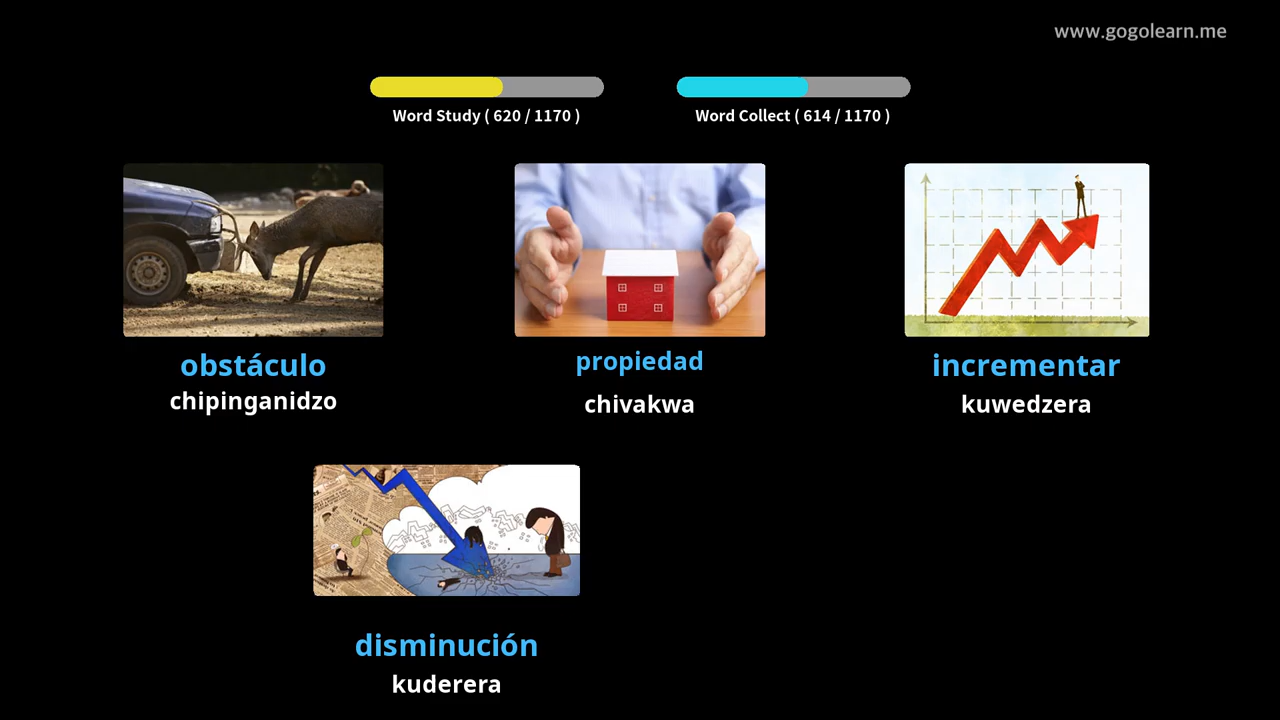 www.gogolearn.me
Word Study ( 620 / 1170 )
Word Collect ( 614 / 1170 )
obstáculo
chipinganidzo
propiedad
chivakwa
incrementar
kuwedzera
disminución
kuderera